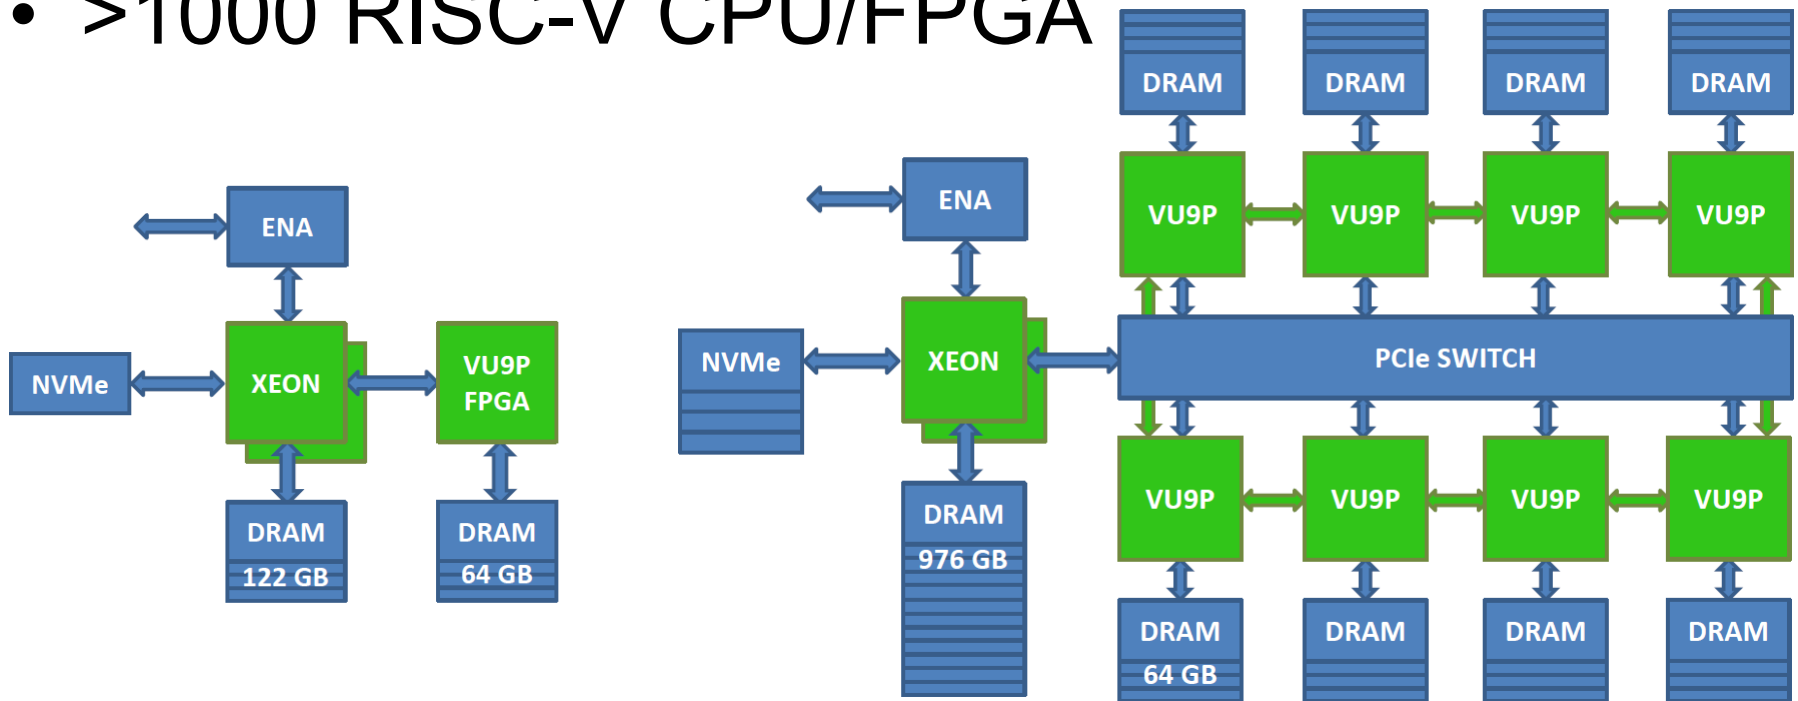 • >1000 RISC-V CPU/FPGA
ENA
NVMe
XEON
VU9P
FPGA
DRAM
122 GB
DRAM
64 GB
ENA
NVMe
XEON
DRAM
976 GB
DRAM DRAM DRAM DRAM
VU9P VU9P VU9P VU9P
PCIe SWITCH
VU9P VU9P VU9P VU9P
DRAM DRAM DRAM DRAM
64 GB